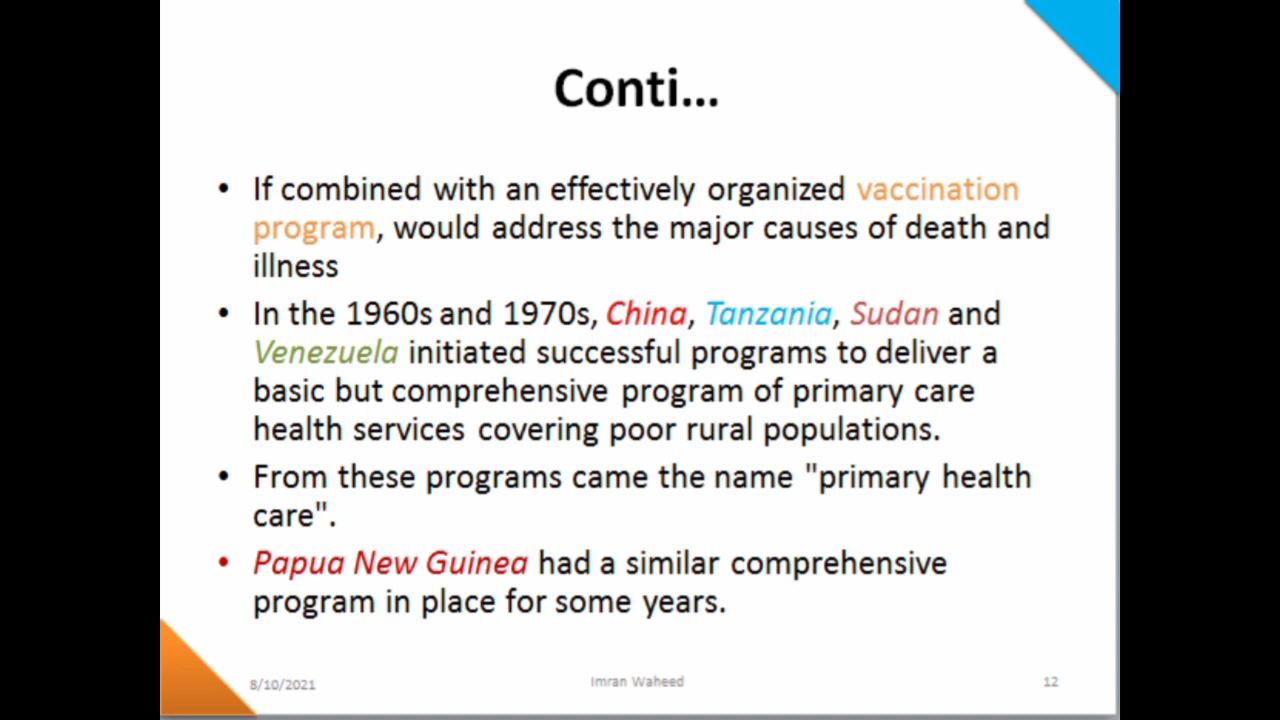 Conti...
• If combined with an effectively organized vaccination
program, would address the major causes of death and
illness
• In the 1960s and 1970s, China, Tanzania, Sudan and
Venezuela initiated successful programs to deliver a
basic but comprehensive program of primary care
health services covering poor rural populations.
• From these programs came the name "primary health
care".
• Papua New Guinea had a similar comprehensive
program in place for some years.
8/10/2021 Imran Waheed 12